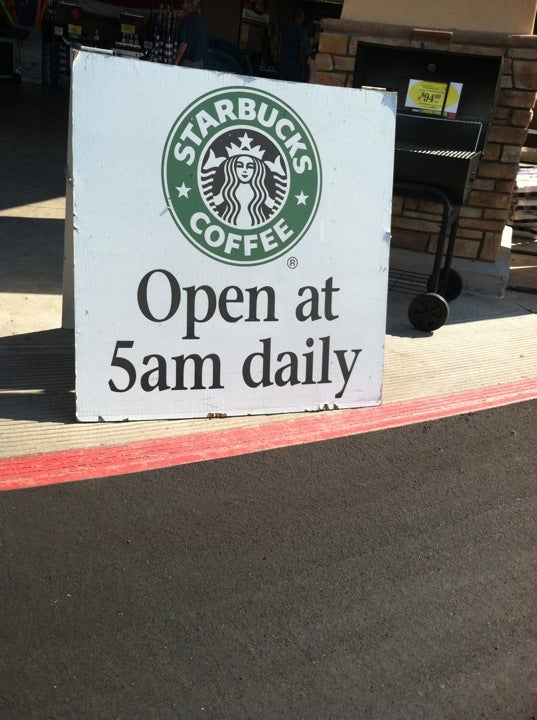 STARBUCKS
COFFEE
®
Open at
5am daily